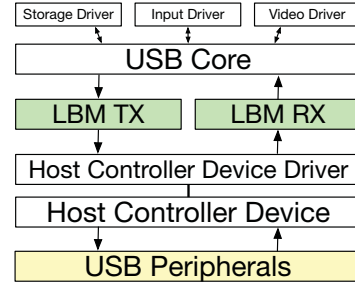 Storage Driver Input Driver Video Driver
USB Core
LBM TX LBM RX
Host Controller Device Driver
Host Controller Device
USB Peripherals